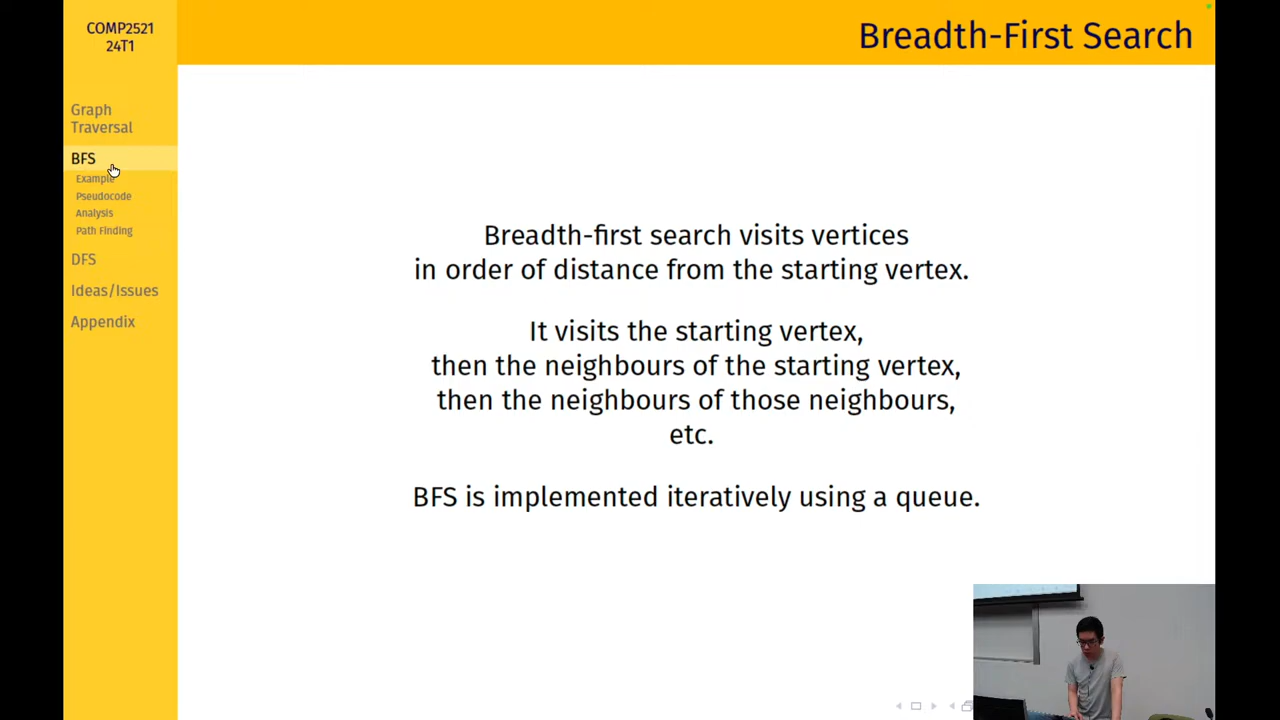 COMP2521
24T1
Breadth-First Search
Graph
Traversal
BFS
Example
Pseudocode
Analysis
Path Finding
DFS
Ideas/Issues
Appendix
Breadth-first search visits vertices
in order of distance from the starting vertex.
It visits the starting vertex,
then the neighbours of the starting vertex,
then the neighbours of those neighbours,
etc.
BFS is implemented iteratively using a queue.